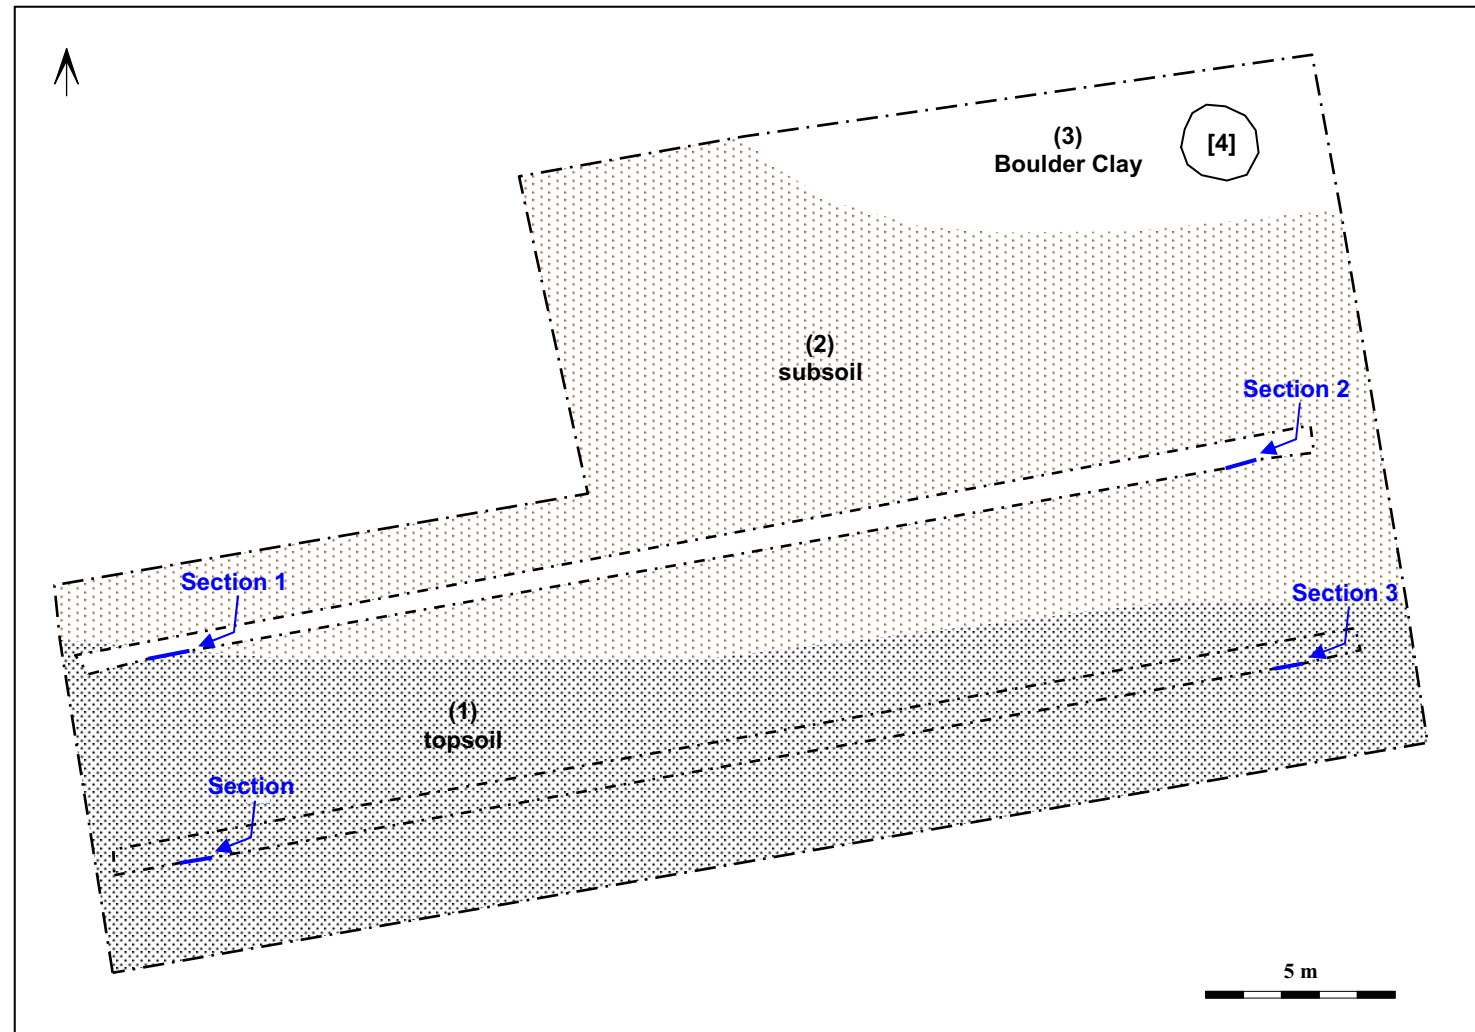 (3)
Boulder Clay
[4]
(2)
subsoil
Section 2
Section 1
Section 3
(1)
topsoil
Section
5 m